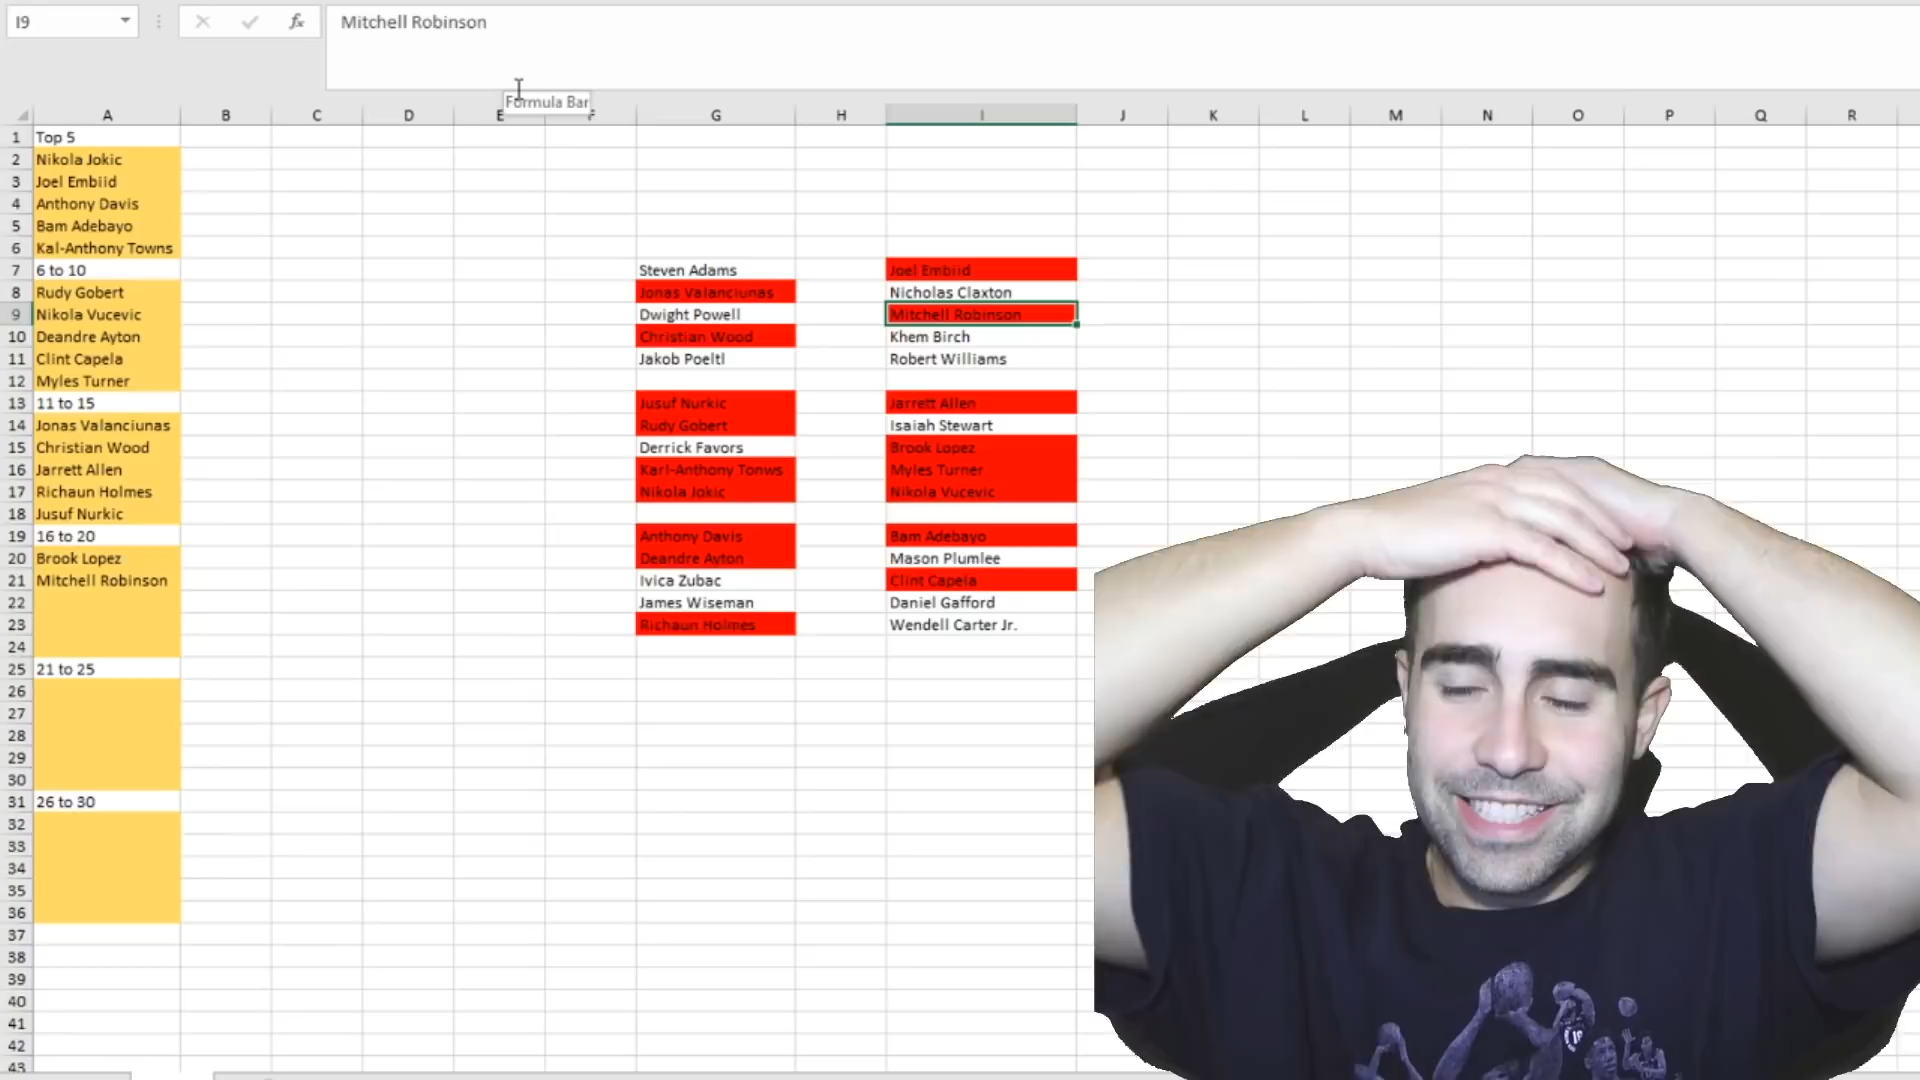 I9
fx
Mitchell Robinson
Formula Bar
A B C D E F G H I J K L M N O P Q R
1 Top 5
2 Nikola Jokic
3 Joel Embiid
4 Anthony Davis
5 Bam Adebayo
6 Kal-Anthony Towns
7 6 to 10 Steven Adams Joel Embiid
8 Rudy Gobert Jonas Valanciunas Nicholas Claxton
9 Nikola Vucevic Dwight Powell Mitchell Robinson
10 Deandre Ayton Christian Wood Khem Birch
11 Clint Capela Jakob Poeltl Robert Williams
12 Myles Turner
13 11 to 15 Jusuf Nurkic Jarrett Allen
14 Jonas Valanciunas Rudy Gobert Isaiah Stewart
15 Christian Wood Derrick Favors Brook Lopez
16 Jarrett Allen Karl-Anthony Tonws Myles Turner
17 Richaun Holmes Nikola Jokic Nikola Vucevic
18 Jusuf Nurkic
19 16 to 20 Anthony Davis Bam Adebayo
20 Brook Lopez Deandre Ayton Mason Plumlee
21 Mitchell Robinson Ivica Zubac Clint Capela
22 James Wiseman Daniel Gafford
23 Richaun Holmes Wendell Carter Jr.
24
25 21 to 25
26
27
28
29
30
31 26 to 30
32
33
34
35
36
37
38
39
40
41
42
43